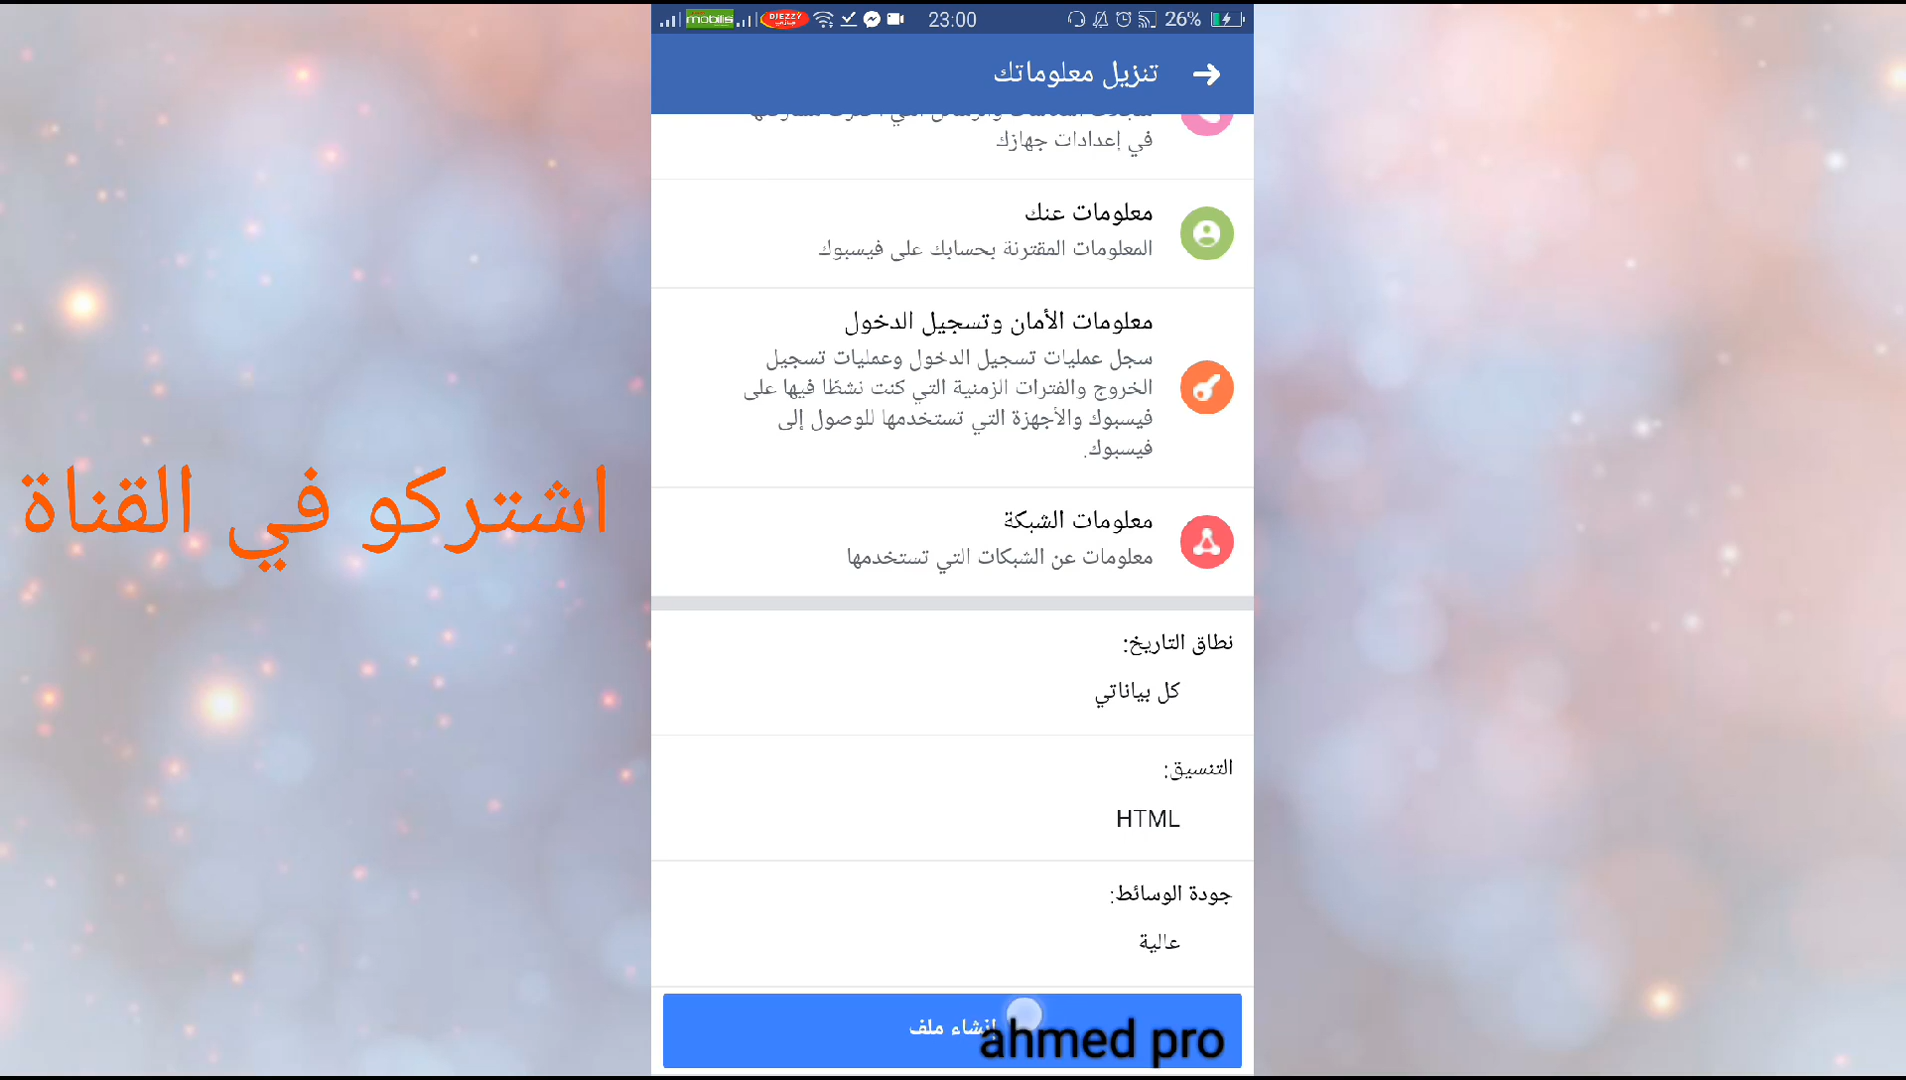 mobilis DJEZZY 23:00 26%
تنزيل معلوماتك
في إعدادات جهازك
معلومات عنك
المعلومات المقترنة بحسابك على فيسبوك
معلومات الأمان وتسجيل الدخول
سجل عمليات تسجيل الدخول وعمليات تسجيل
الخروج والفترات الزمنية التي كنت نشطًا فيها على
فيسبوك والأجهزة التي تستخدمها للوصول إلى
فيسبوك.
معلومات الشبكة
معلومات عن الشبكات التي تستخدمها
اشتركو في القناة
نطاق التاريخ:
كل بياناتي
التنسيق:
HTML
جودة الوسائط:
عالية
إنشاء ملف
ahmed pro